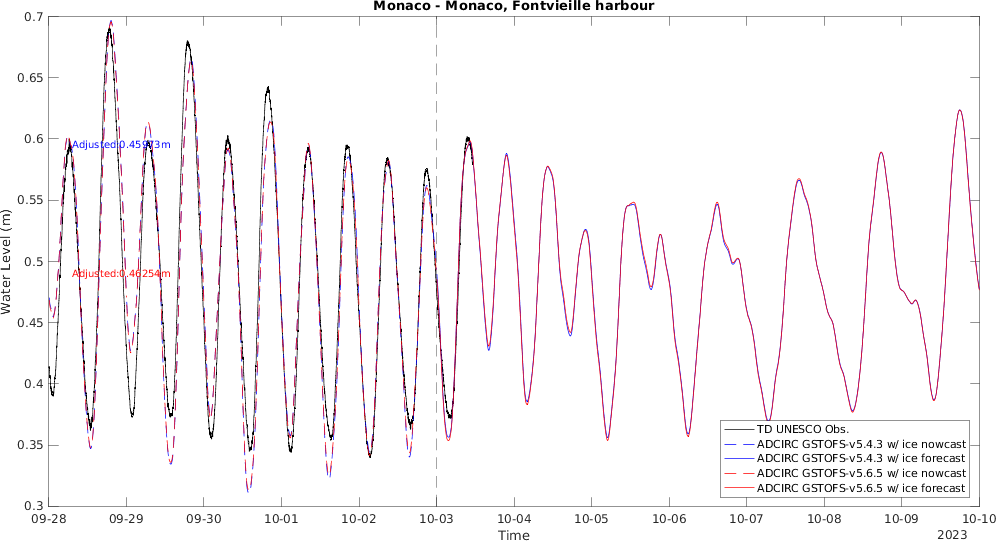 Monaco - Monaco, Fontvieille harbour
0.7
0.65
0.6
0.55
0.5
0.45
0.4
0.35
0.3
Water Level (m)
Adjusted:0.45973m
Adjusted:0.46254m
TD UNESCO Obs.
ADCIRC GSTOFS-v5.4.3 w/ ice nowcast
ADCIRC GSTOFS-v5.4.3 w/ ice forecast
ADCIRC GSTOFS-v5.6.5 w/ ice nowcast
ADCIRC GSTOFS-v5.6.5 w/ ice forecast
09-28 09-29 09-30 10-01 10-02 10-03 10-04 10-05 10-06 10-07 10-08 10-09 10-10
Time
2023